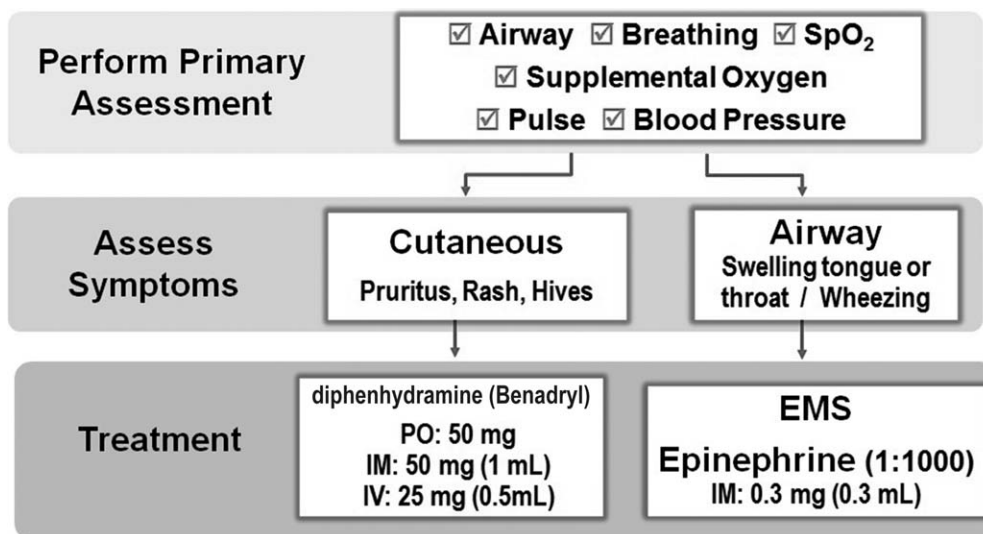 Perform Primary
Assessment
☑ Airway ☑ Breathing ☑ SpO₂
☑ Supplemental Oxygen
☑ Pulse ☑ Blood Pressure
Assess
Symptoms
Cutaneous
Pruritus, Rash, Hives
Airway
Swelling tongue or
throat / Wheezing
Treatment
diphenhydramine (Benadryl)
PO: 50 mg
IM: 50 mg (1 mL)
IV: 25 mg (0.5mL)
EMS
Epinephrine (1:1000)
IM: 0.3 mg (0.3 mL)